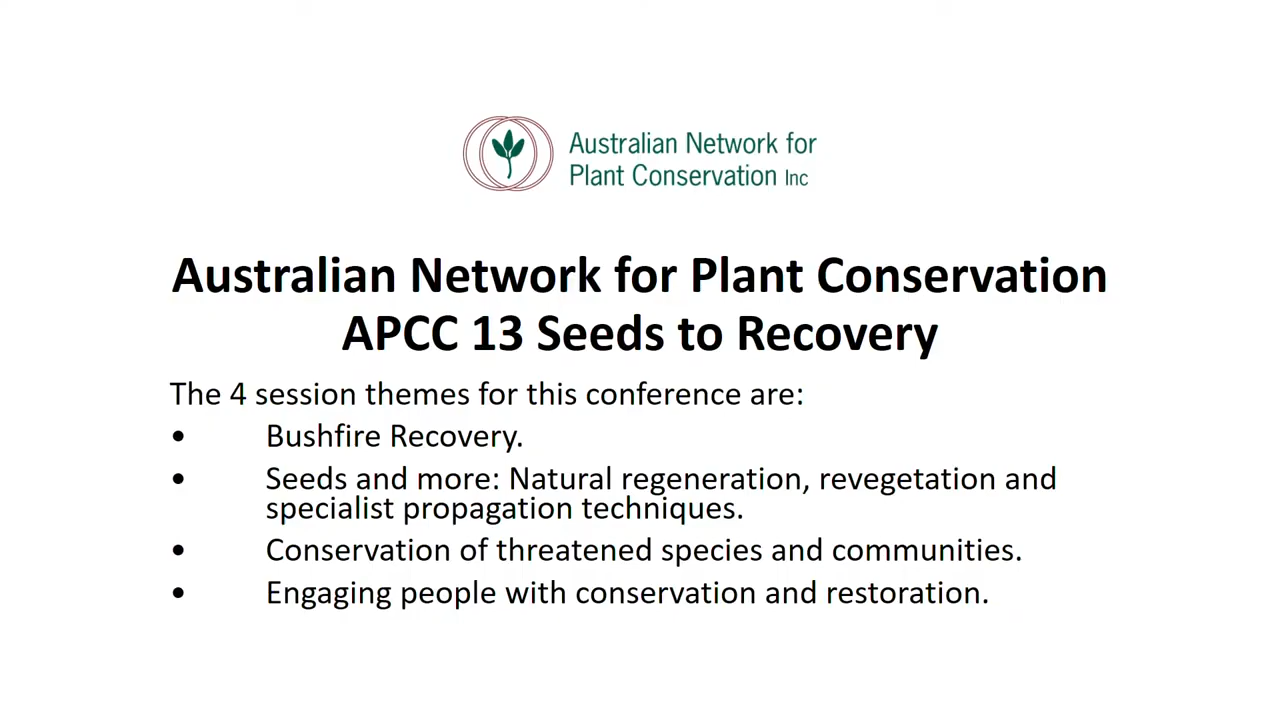 Australian Network for
Plant Conservation Inc
Australian Network for Plant Conservation
APCC 13 Seeds to Recovery
The 4 session themes for this conference are:
• Bushfire Recovery.
• Seeds and more: Natural regeneration, revegetation and
specialist propagation techniques.
• Conservation of threatened species and communities.
• Engaging people with conservation and restoration.